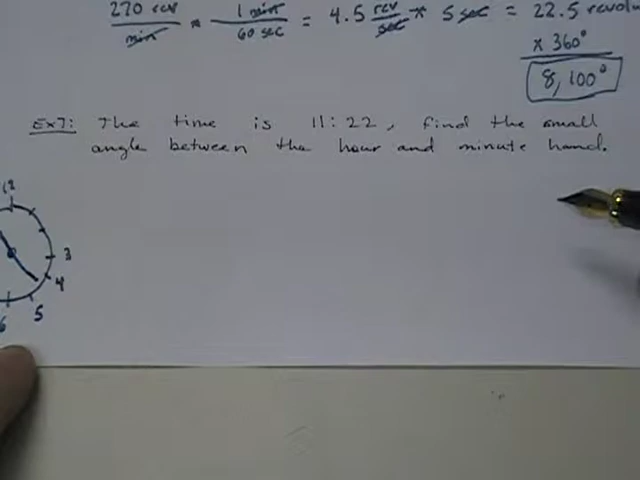 270 rev / min * 1 min / 60 sec = 4.5 rev / sec * 5 sec = 22.5 revolu
x 360°
8,100°
Ex7: The time is 11:22, find the small
angle between the hour and minute hand.
12
3
4
5
6